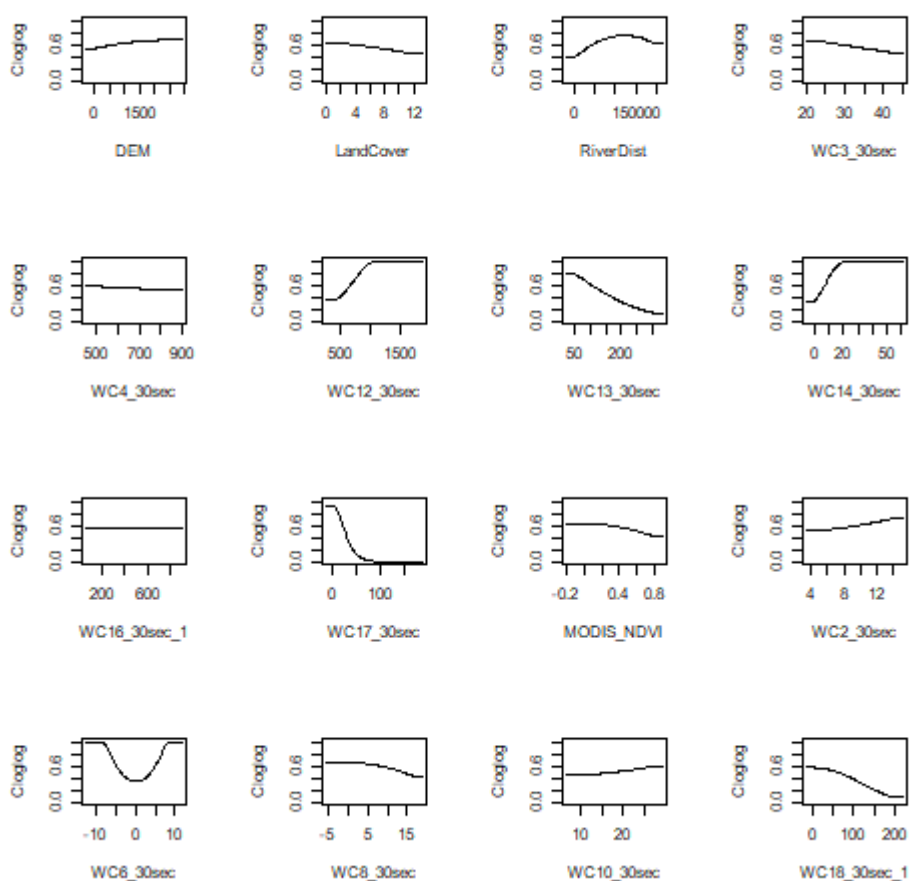 Cloglog 0.0 0.6 Cloglog 0.0 0.6 Cloglog 0.0 0.6 Cloglog 0.0 0.6
0 1500 0 4 8 12 0 150000 20 30 40
DEM LandCover RiverDist WC3_30sec
Cloglog 0.0 0.6 Cloglog 0.0 0.6 Cloglog 0.0 0.6 Cloglog 0.0 0.6
500 700 900 500 1500 50 200 0 20 50
WC4_30sec WC12_30sec WC13_30sec WC14_30sec
Cloglog 0.0 0.6 Cloglog 0.0 0.6 Cloglog 0.0 0.6 Cloglog 0.0 0.6
200 600 0 100 -0.2 0.4 0.8 4 8 12
WC16_30sec_1 WC17_30sec MODIS_NDVI WC2_30sec
Cloglog 0.0 0.6 Cloglog 0.0 0.6 Cloglog 0.0 0.6 Cloglog 0.0 0.6
-10 0 10 -5 5 15 10 20 0 100 200
WC6_30sec WC8_30sec WC10_30sec WC18_30sec_1